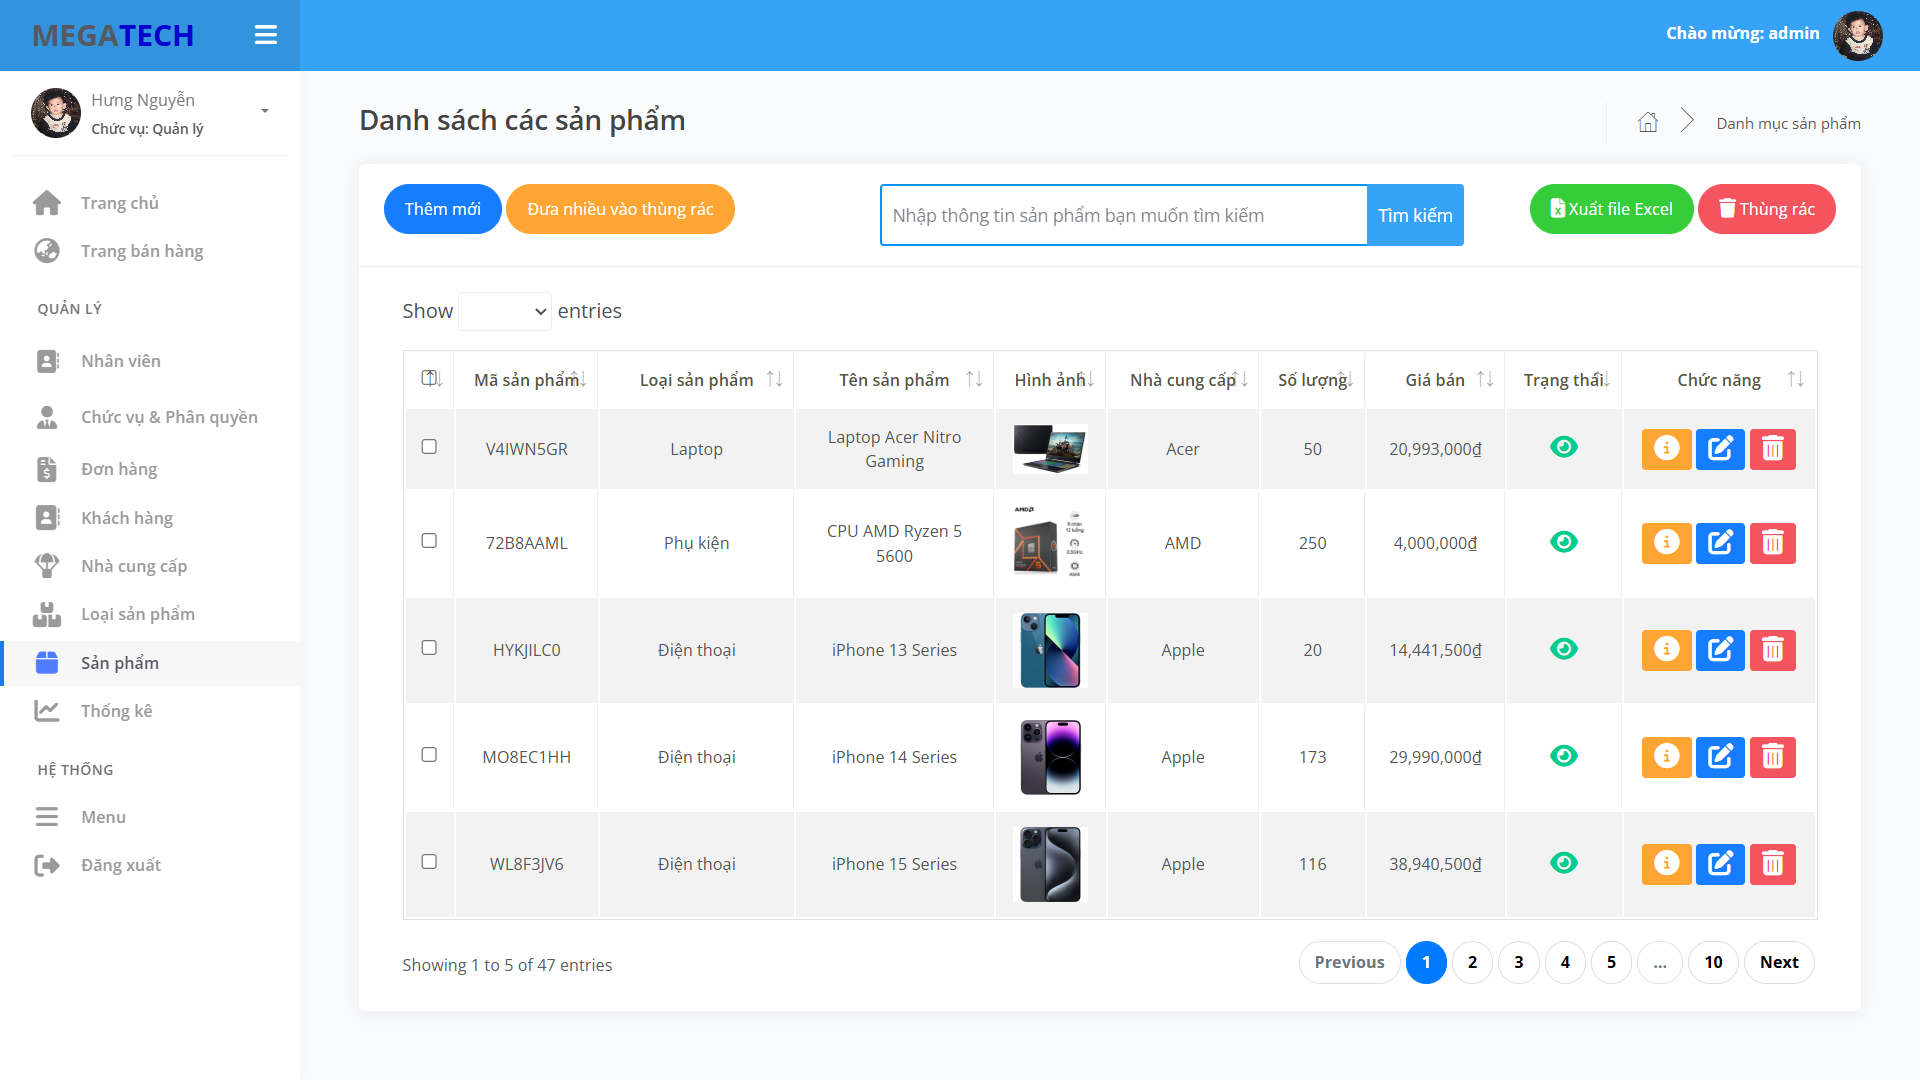 MEGATECH
Chào mừng: admin
Hưng Nguyễn
Chức vụ: Quản lý
Trang chủ
Trang bán hàng
QUẢN LÝ
Nhân viên
Chức vụ & Phân quyền
Đơn hàng
Khách hàng
Nhà cung cấp
Loại sản phẩm
Sản phẩm
Thống kê
HỆ THỐNG
Menu
Đăng xuất
Danh sách các sản phẩm
Danh mục sản phẩm
Thêm mới Đưa nhiều vào thùng rác Nhập thông tin sản phẩm bạn muốn tìm kiếm Tìm kiếm Xuất file Excel Thùng rác
Show entries
Mã sản phẩm Loại sản phẩm Tên sản phẩm Hình ảnh Nhà cung cấp Số lượng Giá bán Trạng thái Chức năng
V4IWN5GR Laptop Laptop Acer Nitro Gaming Acer 50 20,993,000₫
72B8AAML Phụ kiện CPU AMD Ryzen 5 5600 AMD 250 4,000,000₫
HYKJILC0 Điện thoại iPhone 13 Series Apple 20 14,441,500₫
MO8EC1HH Điện thoại iPhone 14 Series Apple 173 29,990,000₫
WL8F3JV6 Điện thoại iPhone 15 Series Apple 116 38,940,500₫
Showing 1 to 5 of 47 entries
Previous 1 2 3 4 5 ... 10 Next